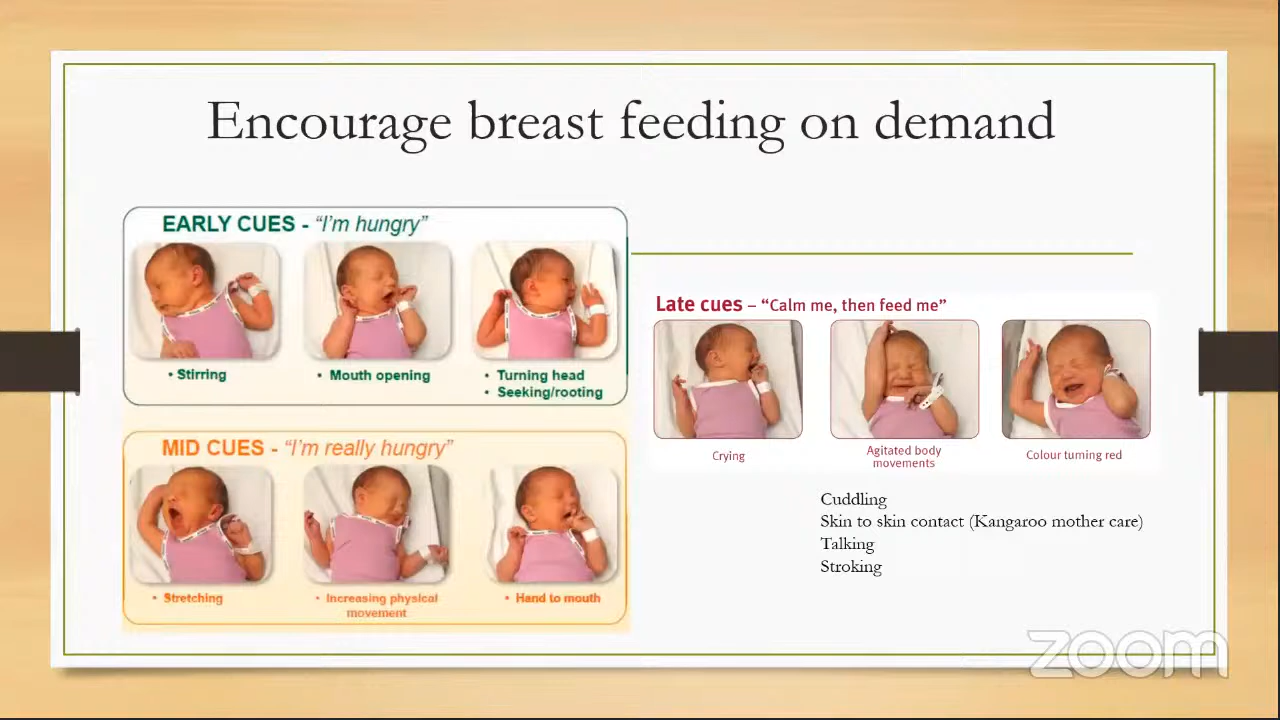 Encourage breast feeding on demand
EARLY CUES - "I'm hungry"
• Stirring
• Mouth opening
• Turning head
• Seeking/rooting
MID CUES - "I'm really hungry"
• Stretching
• Increasing physical
movement
• Hand to mouth
Late cues – "Calm me, then feed me"
Crying
Agitated body
movements
Colour turning red
Cuddling
Skin to skin contact (Kangaroo mother care)
Talking
Stroking
zoom